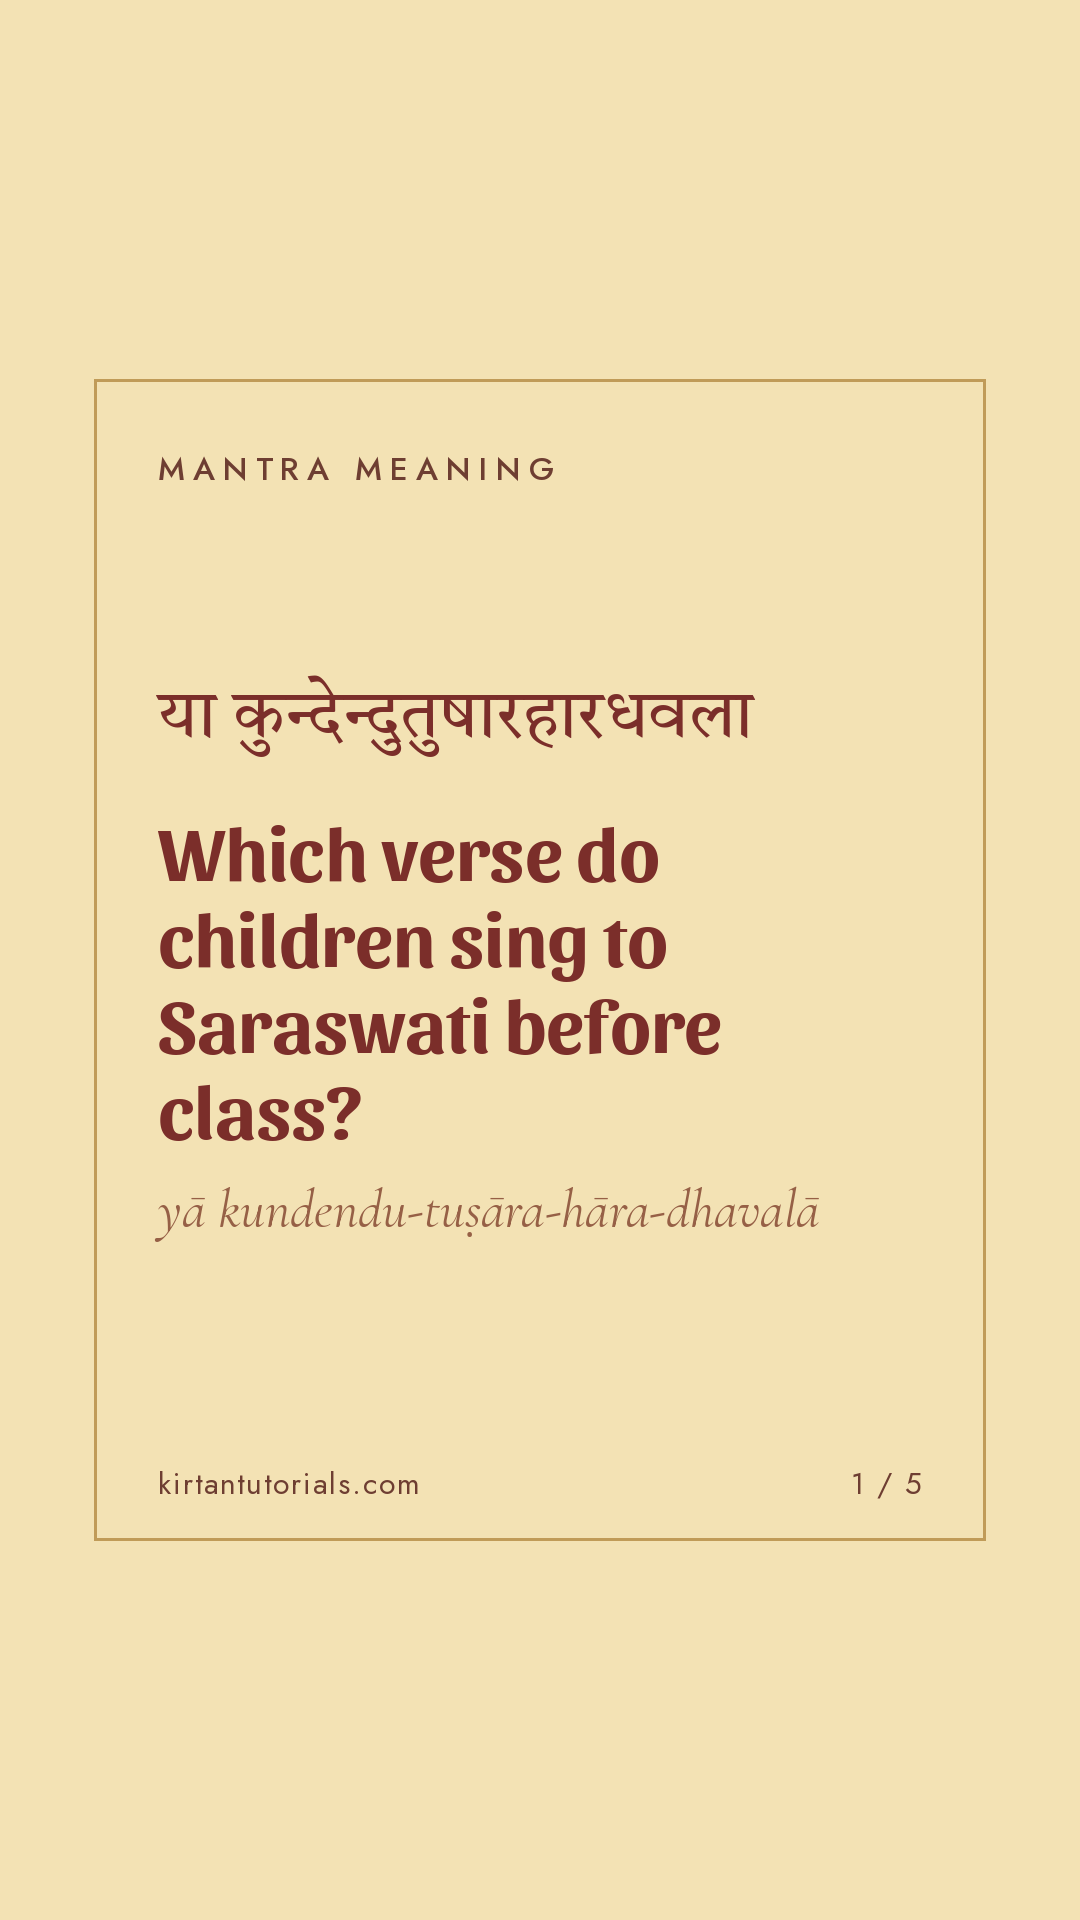 MANTRA MEANING
या कुन्देन्दुतुषारहारधवला
Which verse do
children sing to
Saraswati before
class?
yā kundendu-tuṣāra-hāra-dhavalā
kirtantutorials.com
1 / 5